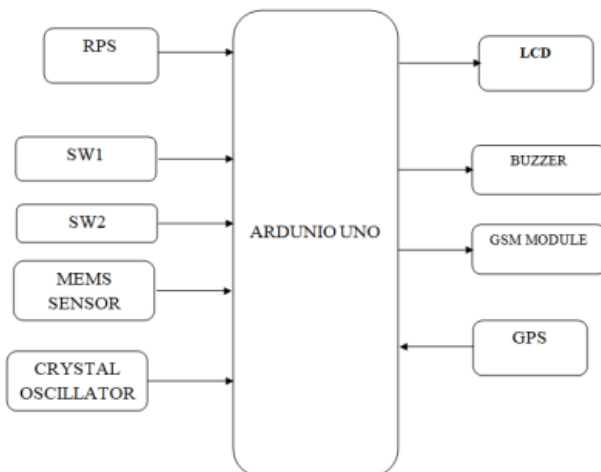 RPS
SW1
SW2
MEMS
SENSOR
CRYSTAL
OSCILLATOR
ARDUNIO UNO
LCD
BUZZER
GSM MODULE
GPS